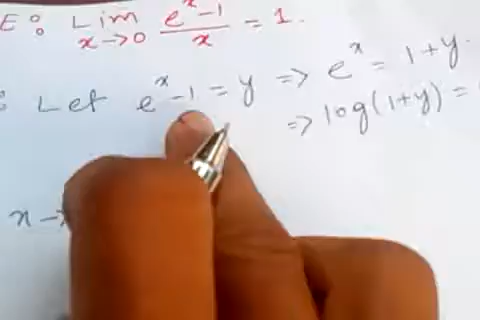 E: Lim x→0 e^x-1/x = 1.
: Let e^x-1 = y ⇒ e^x = 1+y.
⇒ log(1+y) =
x→